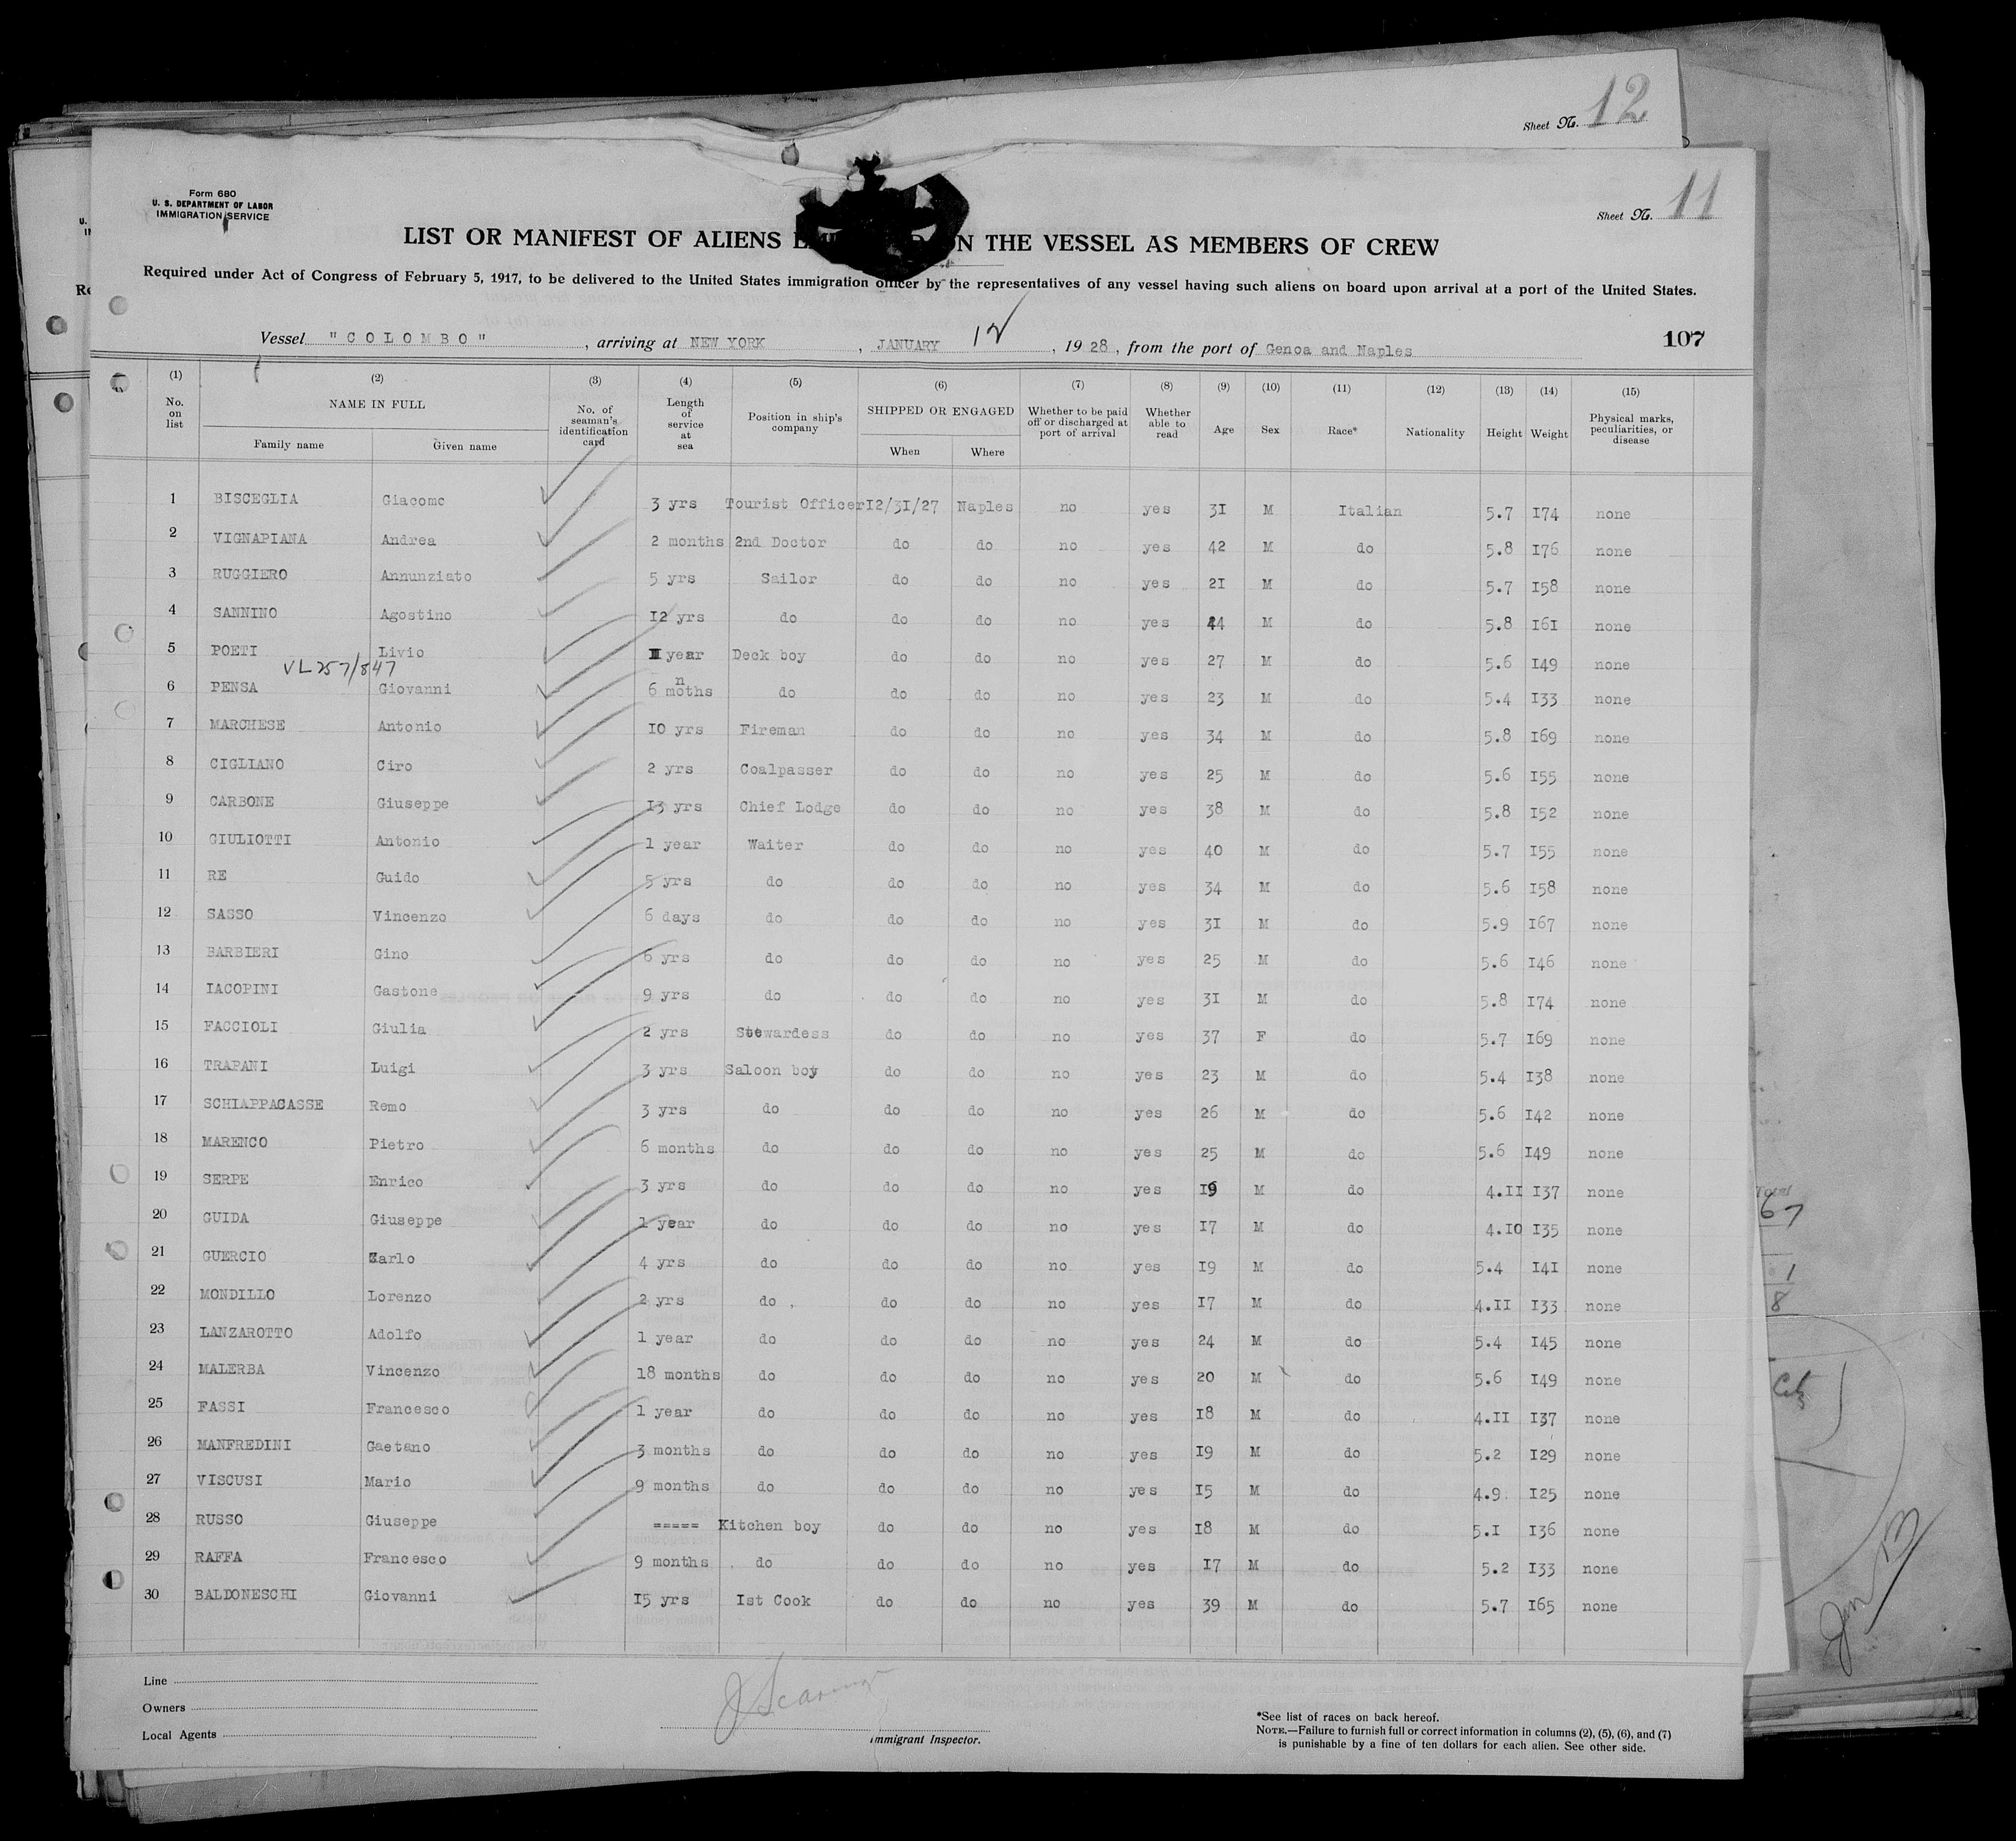 Sheet No. 12
Form 680
U. S. DEPARTMENT OF LABOR
IMMIGRATION SERVICE
Sheet No. 11
LIST OR MANIFEST OF ALIENS ON THE VESSEL AS MEMBERS OF CREW
Required under Act of Congress of February 5, 1917, to be delivered to the United States immigration officer by the representatives of any vessel having such aliens on board upon arrival at a port of the United States.
Vessel "COLOMBO", arriving at NEW YORK, JANUARY 12, 1928, from the port of Genoa and Naples 107
(1) (2) (3) (4) (5) (6) (7) (8) (9) (10) (11) (12) (13) (14) (15)
No. on list NAME IN FULL Family name Given name No. of seaman's identification card Length of service at sea Position in ship's company SHIPPED OR ENGAGED When Where Whether to be paid off or discharged at port of arrival Whether able to read Age Sex Race* Nationality Height Weight Physical marks, peculiarities, or disease
1 BISCEGLIA Giacomo 3 yrs Tourist Officer 12/31/27 Naples no yes 31 M Italian 5.7 174 none
2 VIGNAPIANA Andrea 2 months 2nd Doctor do do no yes 42 M do 5.8 176 none
3 RUGGIERO Annunziato 5 yrs Sailor do do no yes 21 M do 5.7 158 none
4 SANNINO Agostino 12 yrs do do do no yes 44 M do 5.8 161 none
5 POETI Livio year Deck boy do do no yes 27 M do 5.6 149 none
VL 257/847
6 PENSA Giovanni 6 moths n do do do no yes 23 M do 5.4 133 none
7 MARCHESE Antonio 10 yrs Fireman do do no yes 34 M do 5.8 169 none
8 CIGLIANO Ciro 2 yrs Coalpasser do do no yes 25 M do 5.6 155 none
9 CARBONE Giuseppe 13 yrs Chief Lodge do do no yes 38 M do 5.8 152 none
10 GIULIOTTI Antonio 1 year Waiter do do no yes 40 M do 5.7 155 none
11 RE Guido 5 yrs do do do no yes 34 M do 5.6 158 none
12 SASSO Vincenzo 6 days do do do no yes 31 M do 5.9 167 none
13 BARBIERI Gino 6 yrs do do do no yes 25 M do 5.6 146 none
14 IACOPINI Gastone 9 yrs do do do no yes 31 M do 5.8 174 none
15 FACCIOLI Giulia 2 yrs Stewardess do do no yes 37 F do 5.7 169 none
16 TRAPANI Luigi 3 yrs Saloon boy do do no yes 23 M do 5.4 138 none
17 SCHIAPPACASSE Remo 3 yrs do do do no yes 26 M do 5.6 142 none
18 MARENCO Pietro 6 months do do do no yes 25 M do 5.6 149 none
19 SERPE Enrico 3 yrs do do do no yes 19 M do 4.11 137 none
20 GUIDA Giuseppe 1 year do do do no yes 17 M do 4.10 135 none
21 GUERCIO Carlo 4 yrs do do do no yes 19 M do 5.4 141 none
22 MONDILLO Lorenzo 2 yrs do do do no yes 17 M do 4.11 133 none
23 LANZAROTTO Adolfo 1 year do do do no yes 24 M do 5.4 145 none
24 MALERBA Vincenzo 18 months do do do no yes 20 M do 5.6 149 none
25 FASSI Francesco 1 year do do do no yes 18 M do 4.11 137 none
26 MANFREDINI Gaetano 3 months do do do no yes 19 M do 5.2 129 none
27 VISCUSI Mario 9 months do do do no yes 15 M do 4.9. 125 none
28 RUSSO Giuseppe ===== Kitchen boy do do no yes 18 M do 5.1 136 none
29 RAFFA Francesco 9 months do do do no yes 17 M do 5.2 133 none
30 BALDONESCHI Giovanni 15 yrs 1st Cook do do no yes 39 M do 5.7 165 none
Total
67
1
8
Line
Owners
Local Agents
Immigrant Inspector.
*See list of races on back hereof.
NOTE.—Failure to furnish full or correct information in columns (2), (5), (6), and (7)
is punishable by a fine of ten dollars for each alien. See other side.